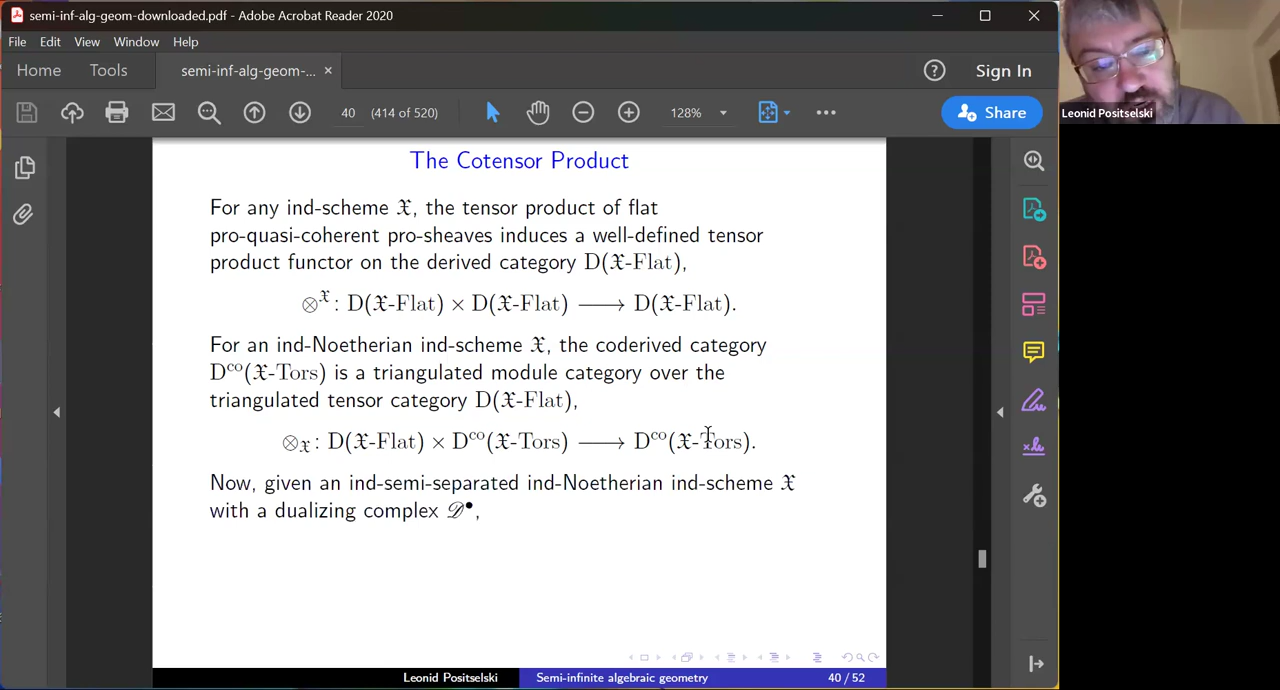 semi-inf-alg-geom-downloaded.pdf - Adobe Acrobat Reader 2020
File Edit View Window Help
Home Tools semi-inf-alg-geom-... × Sign In
40 (414 of 520) 128% Share
Leonid Positselski
The Cotensor Product
For any ind-scheme 𝔛, the tensor product of flat
pro-quasi-coherent pro-sheaves induces a well-defined tensor
product functor on the derived category D(𝔛-Flat),
⊗^𝔛 : D(𝔛-Flat) × D(𝔛-Flat) ⟶ D(𝔛-Flat).
For an ind-Noetherian ind-scheme 𝔛, the coderived category
D^co(𝔛-Tors) is a triangulated module category over the
triangulated tensor category D(𝔛-Flat),
⊗_𝔛 : D(𝔛-Flat) × D^co(𝔛-Tors) ⟶ D^co(𝔛-Tors).
Now, given an ind-semi-separated ind-Noetherian ind-scheme 𝔛
with a dualizing complex 𝒟^•,
Leonid Positselski Semi-infinite algebraic geometry 40 / 52